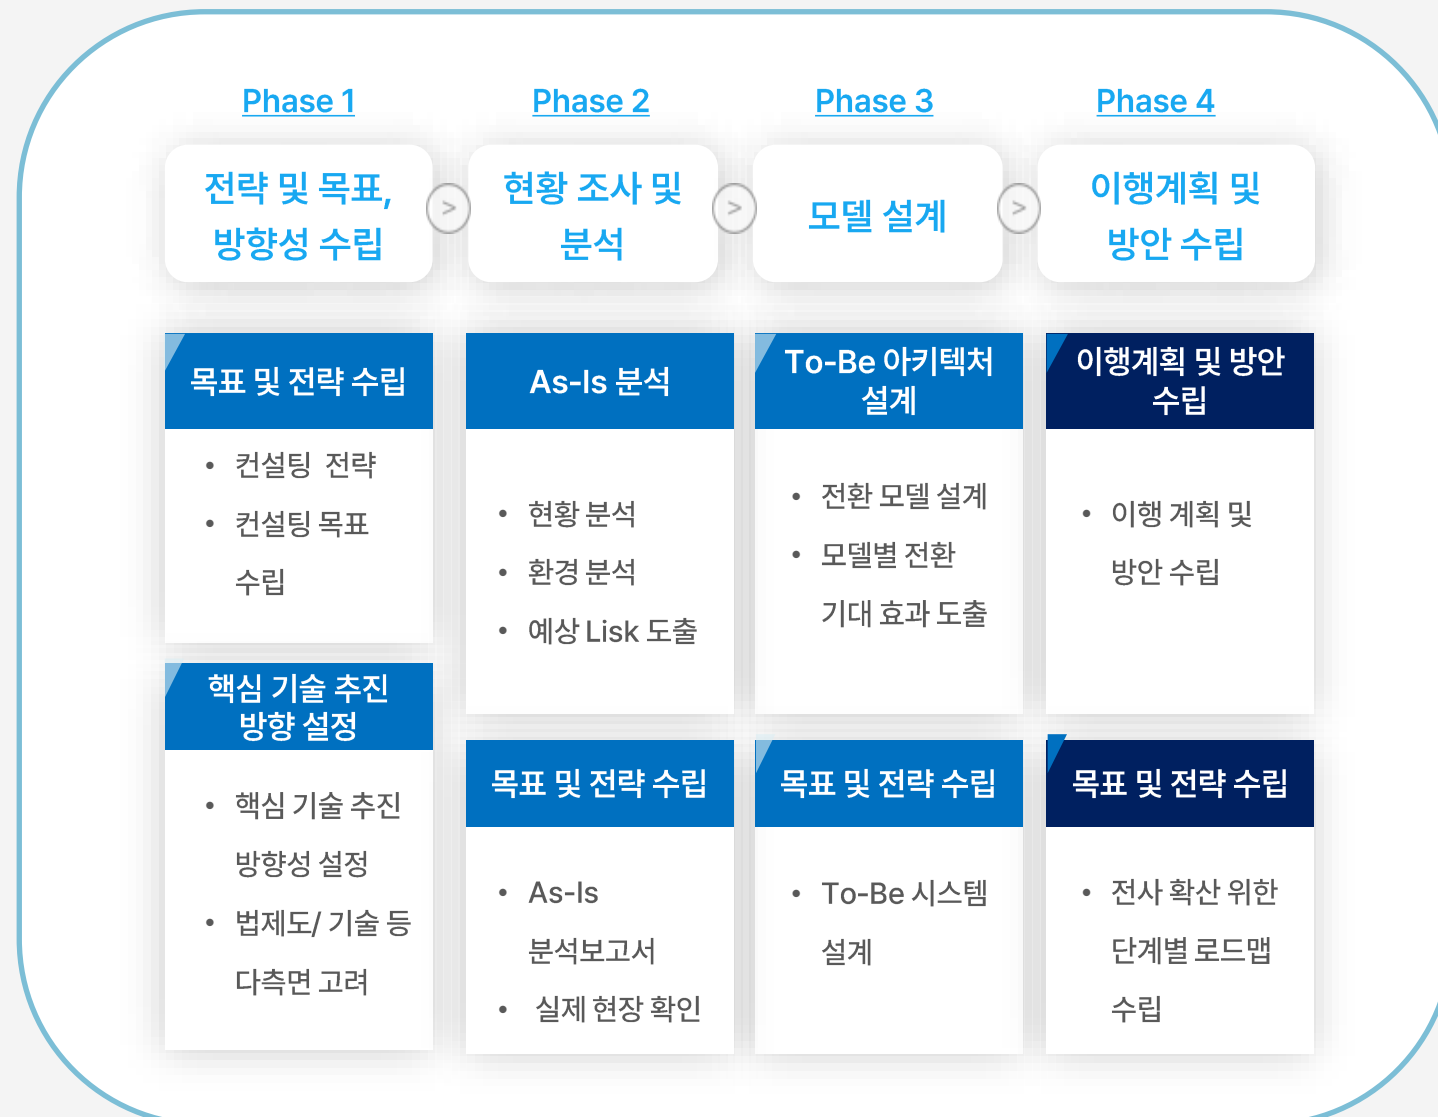 Phase 1
Phase 2
Phase 3
Phase 4
전략 및 목표,
방향성 수립
>
현황 조사 및
분석
>
모델 설계
>
이행계획 및
방안 수립
목표 및 전략 수립
• 컨설팅 전략
• 컨설팅 목표
수립
핵심 기술 추진
방향 설정
• 핵심 기술 추진
방향성 설정
• 법제도/ 기술 등
다측면 고려
As-Is 분석
• 현황 분석
• 환경 분석
• 예상 Lisk 도출
목표 및 전략 수립
• As-Is
분석보고서
• 실제 현장 확인
To-Be 아키텍처
설계
• 전환 모델 설계
• 모델별 전환
기대 효과 도출
목표 및 전략 수립
• To-Be 시스템
설계
이행계획 및 방안
수립
• 이행 계획 및
방안 수립
목표 및 전략 수립
• 전사 확산 위한
단계별 로드맵
수립